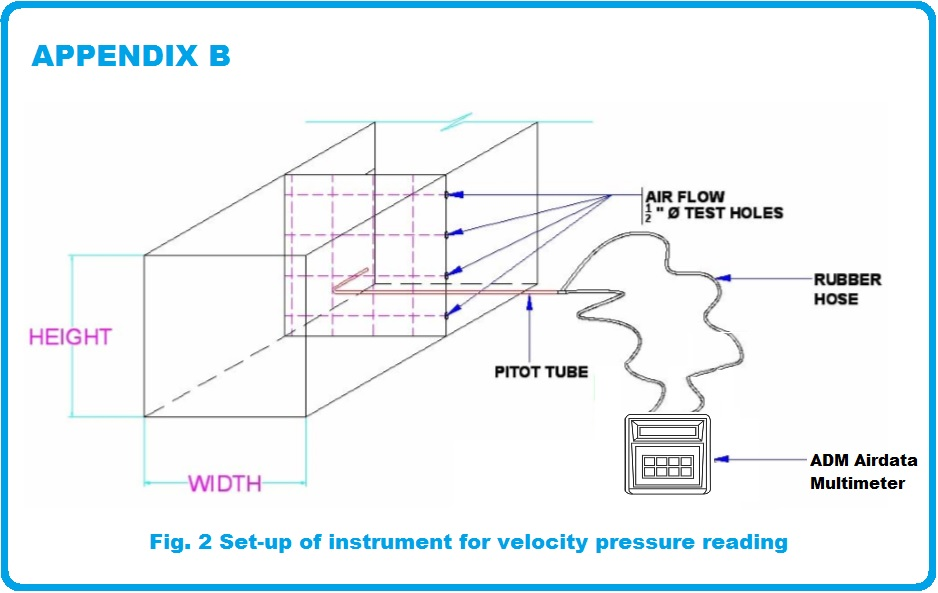 APPENDIX B
AIR FLOW
1/2 " Ø TEST HOLES
RUBBER
HOSE
HEIGHT
PITOT TUBE
WIDTH
ADM Airdata
Multimeter
Fig. 2 Set-up of instrument for velocity pressure reading